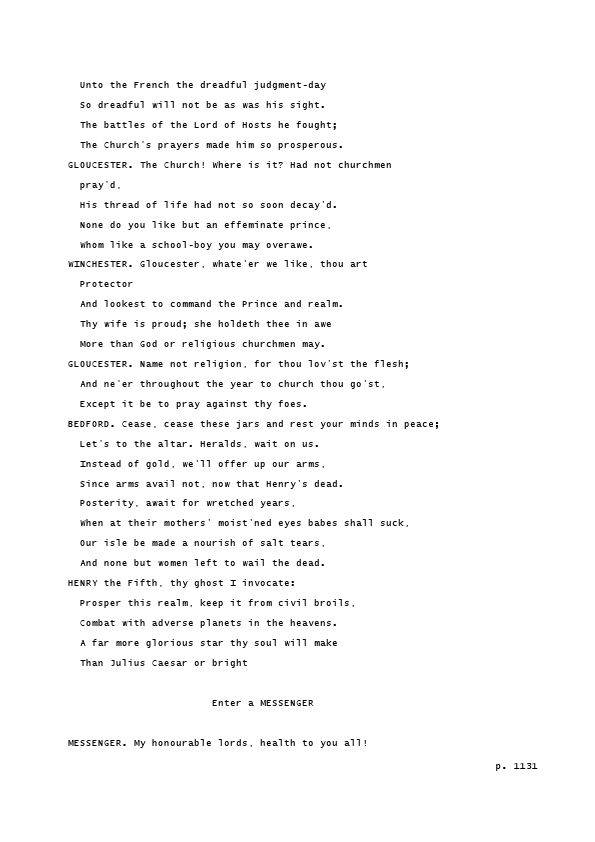 Unto the French the dreadful judgment-day
So dreadful will not be as was his sight.
The battles of the Lord of Hosts he fought;
The Church's prayers made him so prosperous.
GLOUCESTER. The Church! Where is it? Had not churchmen
pray'd,
His thread of life had not so soon decay'd.
None do you like but an effeminate prince,
Whom like a school-boy you may overawe.
WINCHESTER. Gloucester, whate'er we like, thou art
Protector
And lookest to command the Prince and realm.
Thy wife is proud; she holdeth thee in awe
More than God or religious churchmen may.
GLOUCESTER. Name not religion, for thou lov'st the flesh;
And ne'er throughout the year to church thou go'st,
Except it be to pray against thy foes.
BEDFORD. Cease, cease these jars and rest your minds in peace;
Let's to the altar. Heralds, wait on us.
Instead of gold, we'll offer up our arms,
Since arms avail not, now that Henry's dead.
Posterity, await for wretched years,
When at their mothers' moist'ned eyes babes shall suck,
Our isle be made a nourish of salt tears,
And none but women left to wail the dead.
HENRY the Fifth, thy ghost I invocate:
Prosper this realm, keep it from civil broils,
Combat with adverse planets in the heavens.
A far more glorious star thy soul will make
Than Julius Caesar or bright
Enter a MESSENGER
MESSENGER. My honourable lords, health to you all!
p. 1131